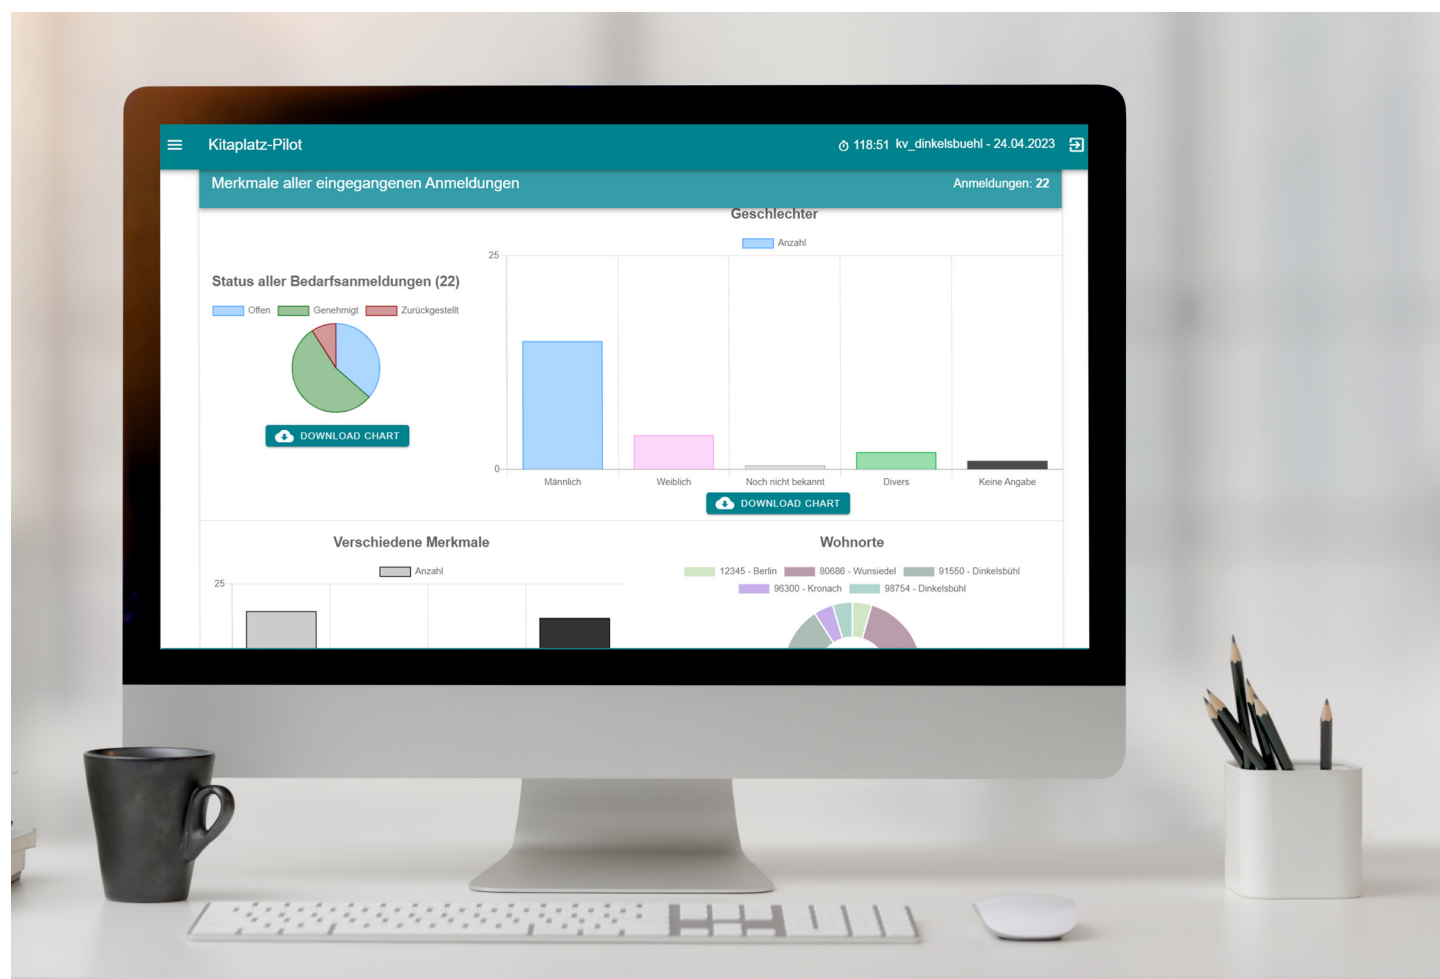 Kitaplatz-Pilot
118:51 kv_dinkelsbuehl - 24.04.2023
Merkmale aller eingegangenen Anmeldungen
Anmeldungen: 22
Status aller Bedarfsanmeldungen (22)
Offen Genehmigt Zurückgestellt
DOWNLOAD CHART
Geschlechter
Anzahl
25
0
Männlich Weiblich Noch nicht bekannt Divers Keine Angabe
DOWNLOAD CHART
Verschiedene Merkmale
Anzahl
25
Wohnorte
12345 - Berlin 80686 - Wunsiedel 91550 - Dinkelsbühl
96300 - Kronach 98754 - Dinkelsbühl